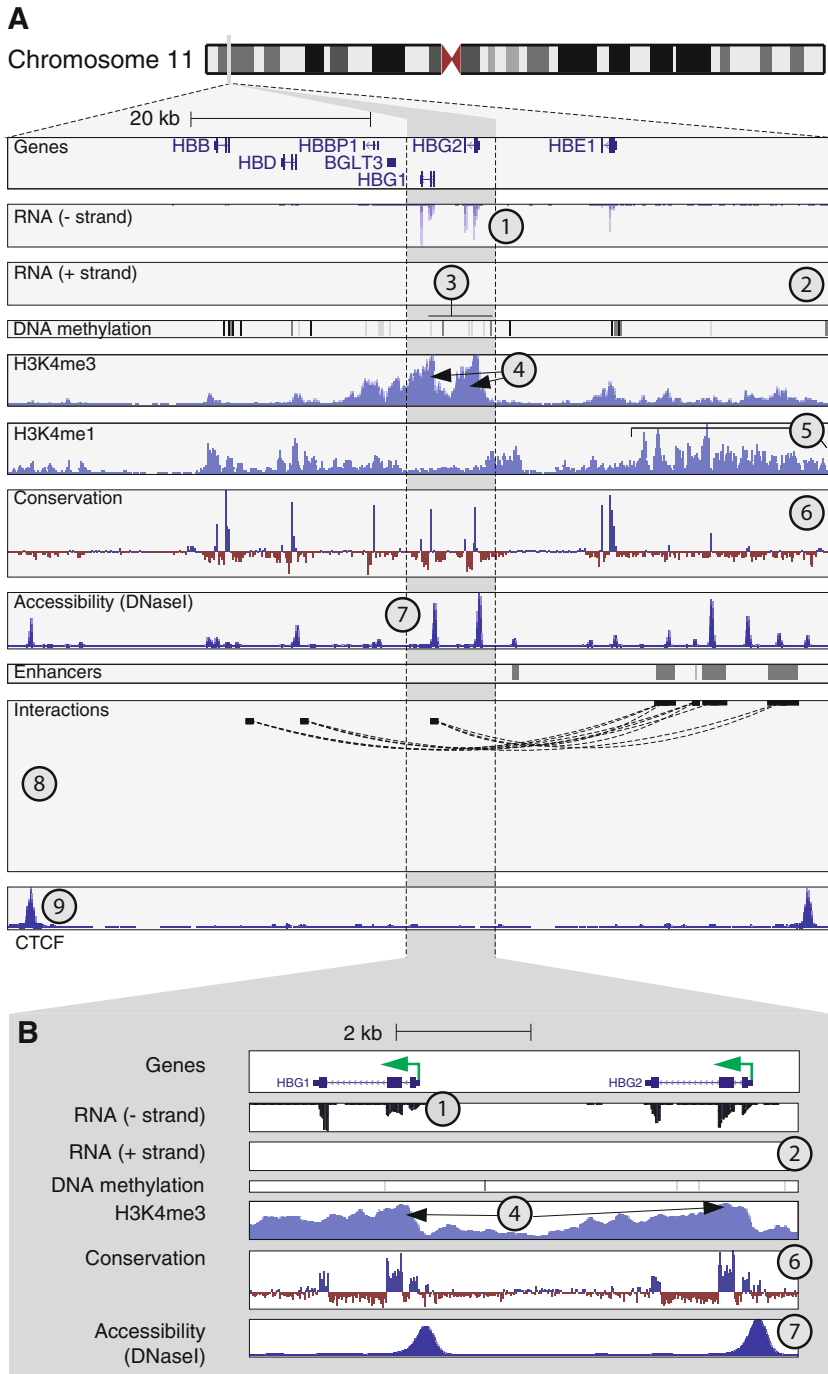 A
Chromosome 11
20 kb
Genes
HBB
HBBP1
HBG2
HBE1
HBD
BGLT3
HBG1
RNA (- strand)
1
RNA (+ strand)
3
2
DNA methylation
H3K4me3
4
H3K4me1
5
Conservation
6
Accessibility (DNaseI)
7
Enhancers
Interactions
8
9
CTCF
B
2 kb
Genes
HBG1
HBG2
RNA (- strand)
1
RNA (+ strand)
2
DNA methylation
H3K4me3
4
Conservation
6
Accessibility
(DNaseI)
7